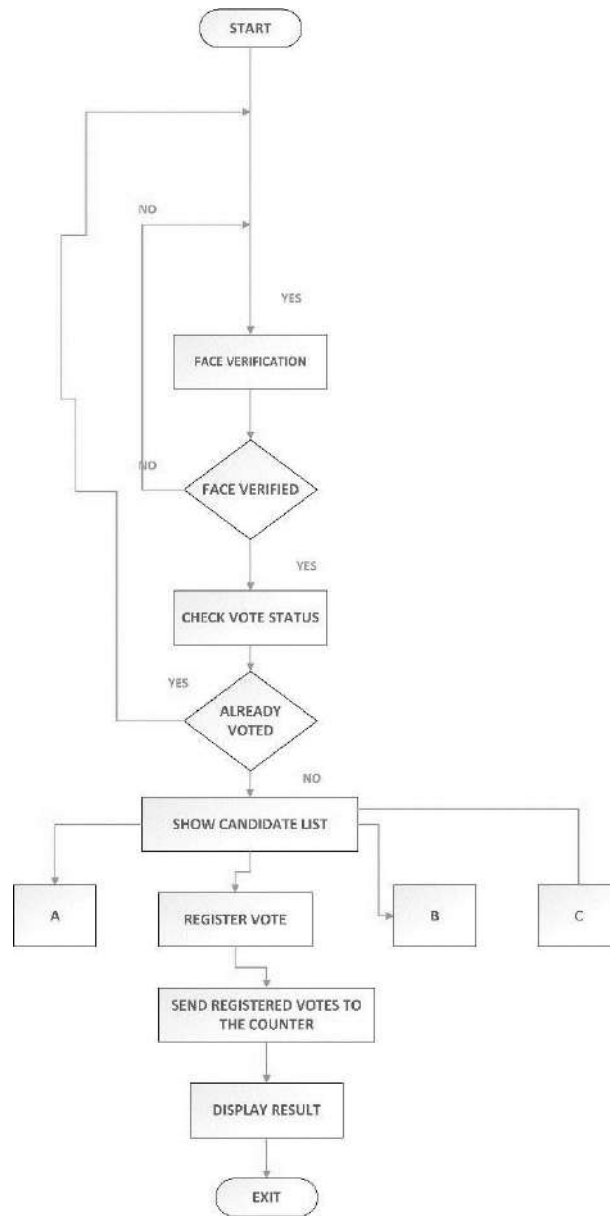 START
NO
YES
FACE VERIFICATION
NO
FACE VERIFIED
YES
CHECK VOTE STATUS
YES
ALREADY
VOTED
NO
SHOW CANDIDATE LIST
A
REGISTER VOTE
B
C
SEND REGISTERED VOTES TO
THE COUNTER
DISPLAY RESULT
EXIT